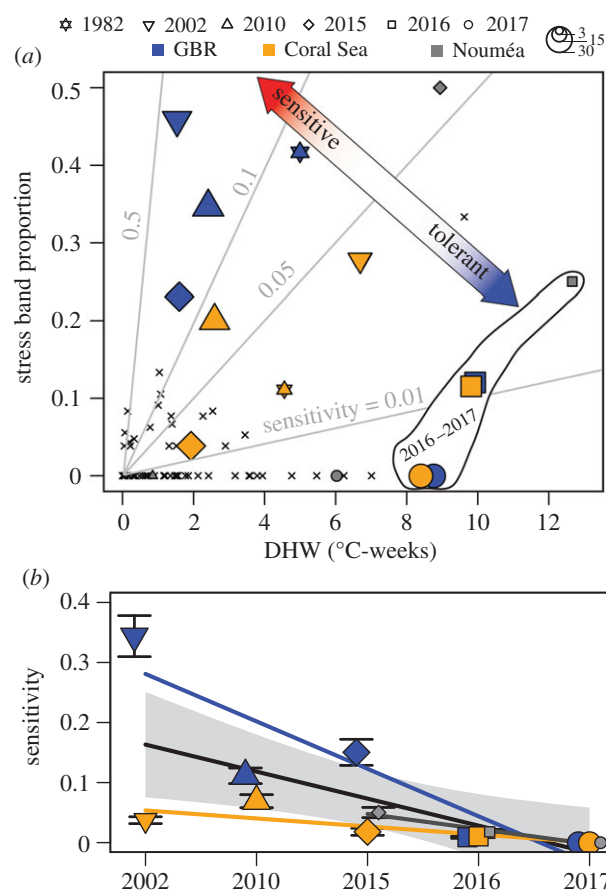 1982 2002 2010 2015 2016 2017
GBR Coral Sea Nouméa
3
15
30
(a)
0.5
0.4
0.3
0.2
0.1
0
stress band proportion
0.5
0.1
0.05
sensitivity = 0.01
sensitive
tolerant
2016–2017
0 2 4 6 8 10 12
DHW (°C-weeks)
(b)
0.4
0.3
0.2
0.1
0
sensitivity
2002 2010 2015 2016 2017